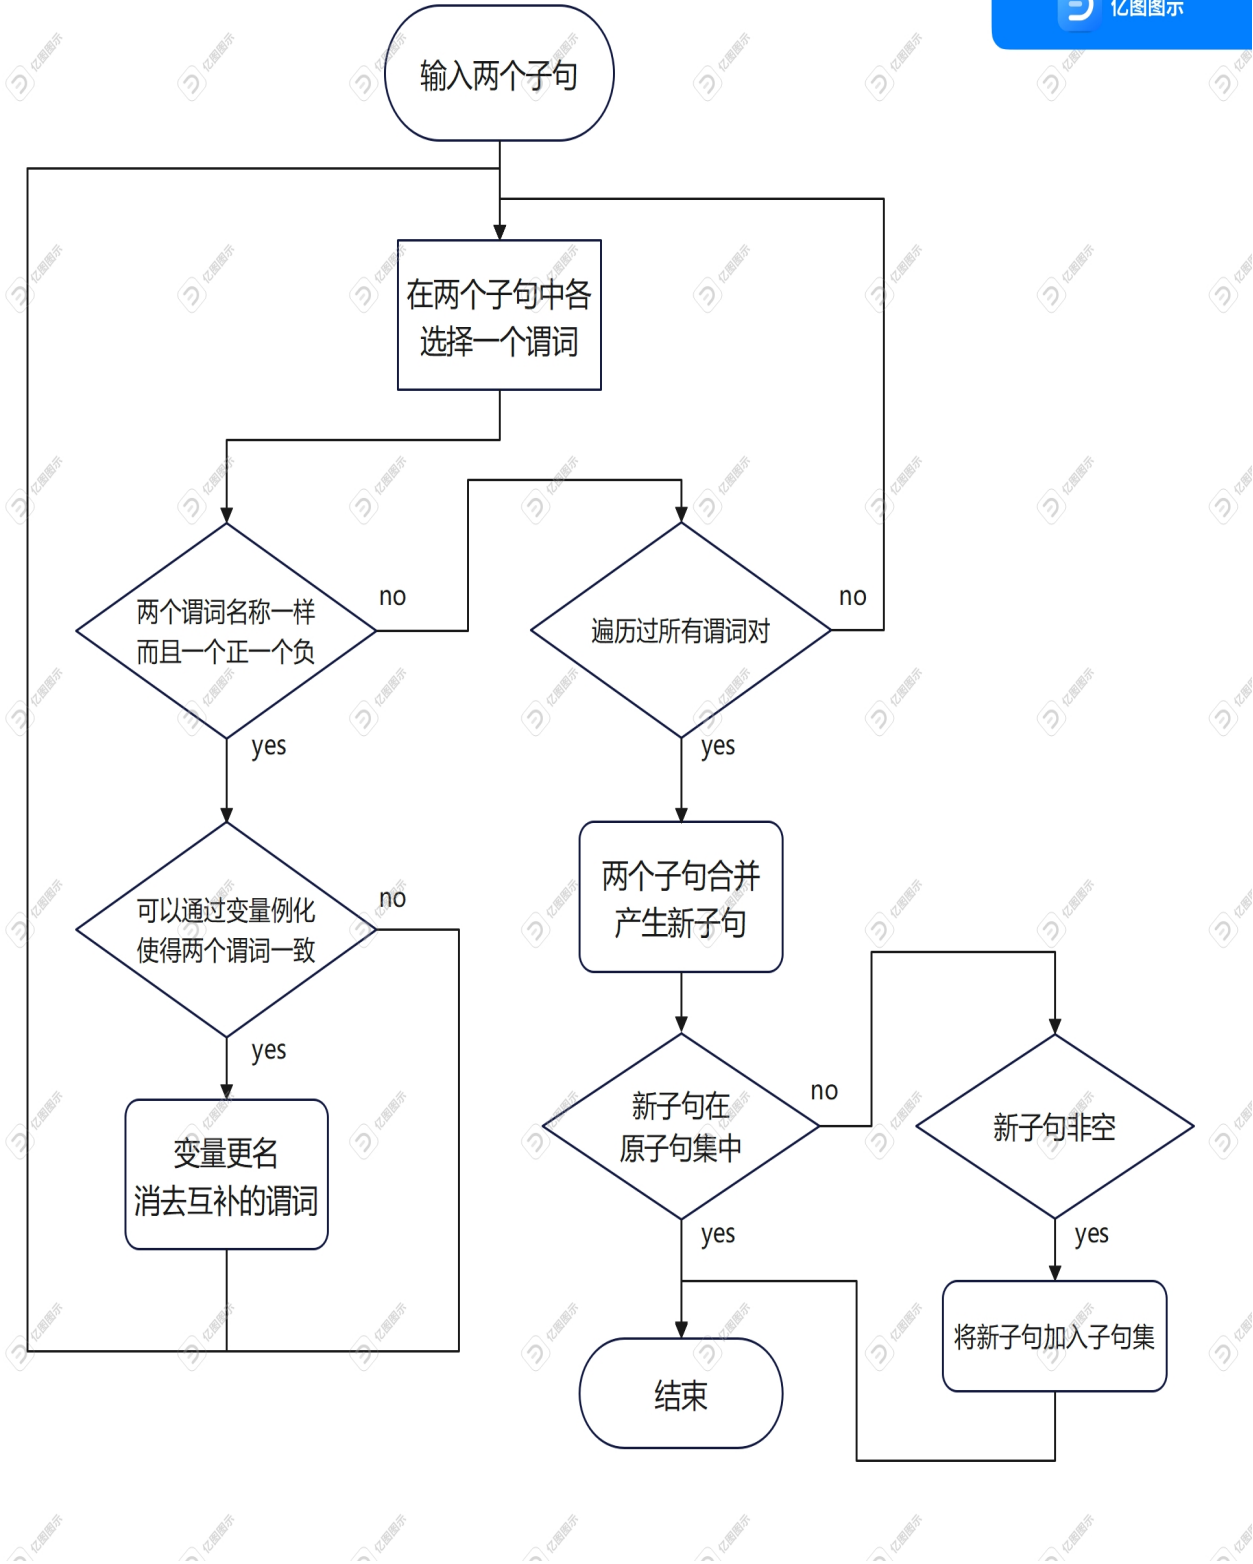 亿图图示
输入两个子句
在两个子句中各
选择一个谓词
两个谓词名称一样
而且一个正一个负
no
遍历过所有谓词对
no
yes
yes
可以通过变量例化
使得两个谓词一致
no
两个子句合并
产生新子句
yes
变量更名
消去互补的谓词
新子句在
原子句集中
no
新子句非空
yes
yes
将新子句加入子句集
结束